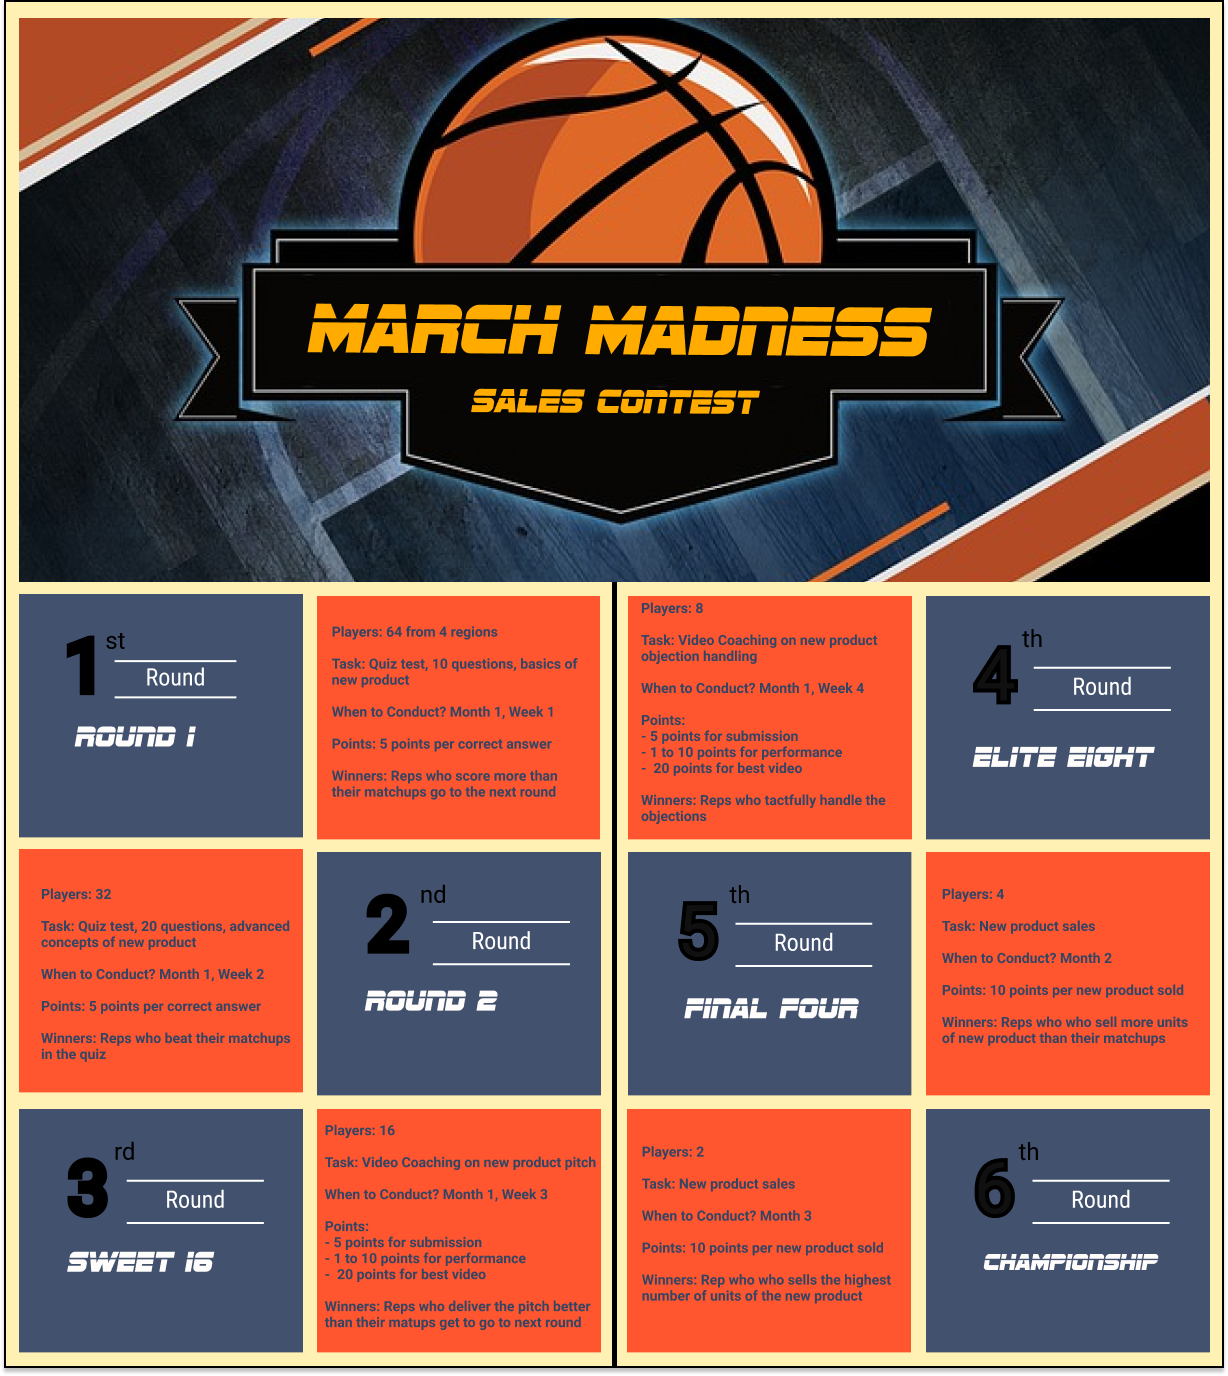 MARCH MADNESS
SALES CONTEST
1st
Round
ROUND 1
Players: 64 from 4 regions
Task: Quiz test, 10 questions, basics of
new product
When to Conduct? Month 1, Week 1
Points: 5 points per correct answer
Winners: Reps who score more than
their matchups go to the next round
Players: 32
Task: Quiz test, 20 questions, advanced
concepts of new product
When to Conduct? Month 1, Week 2
Points: 5 points per correct answer
Winners: Reps who beat their matchups
in the quiz
2nd
Round
ROUND 2
3rd
Round
SWEET 16
Players: 16
Task: Video Coaching on new product pitch
When to Conduct? Month 1, Week 3
Points:
- 5 points for submission
- 1 to 10 points for performance
-  20 points for best video
Winners: Reps who deliver the pitch better
than their matups get to go to next round
Players: 8
Task: Video Coaching on new product
objection handling
When to Conduct? Month 1, Week 4
Points:
- 5 points for submission
- 1 to 10 points for performance
-  20 points for best video
Winners: Reps who tactfully handle the
objections
4th
Round
ELITE EIGHT
5th
Round
FINAL FOUR
Players: 4
Task: New product sales
When to Conduct? Month 2
Points: 10 points per new product sold
Winners: Reps who who sell more units
of new product than their matchups
Players: 2
Task: New product sales
When to Conduct? Month 3
Points: 10 points per new product sold
Winners: Rep who who sells the highest
number of units of the new product
6th
Round
CHAMPIONSHIP